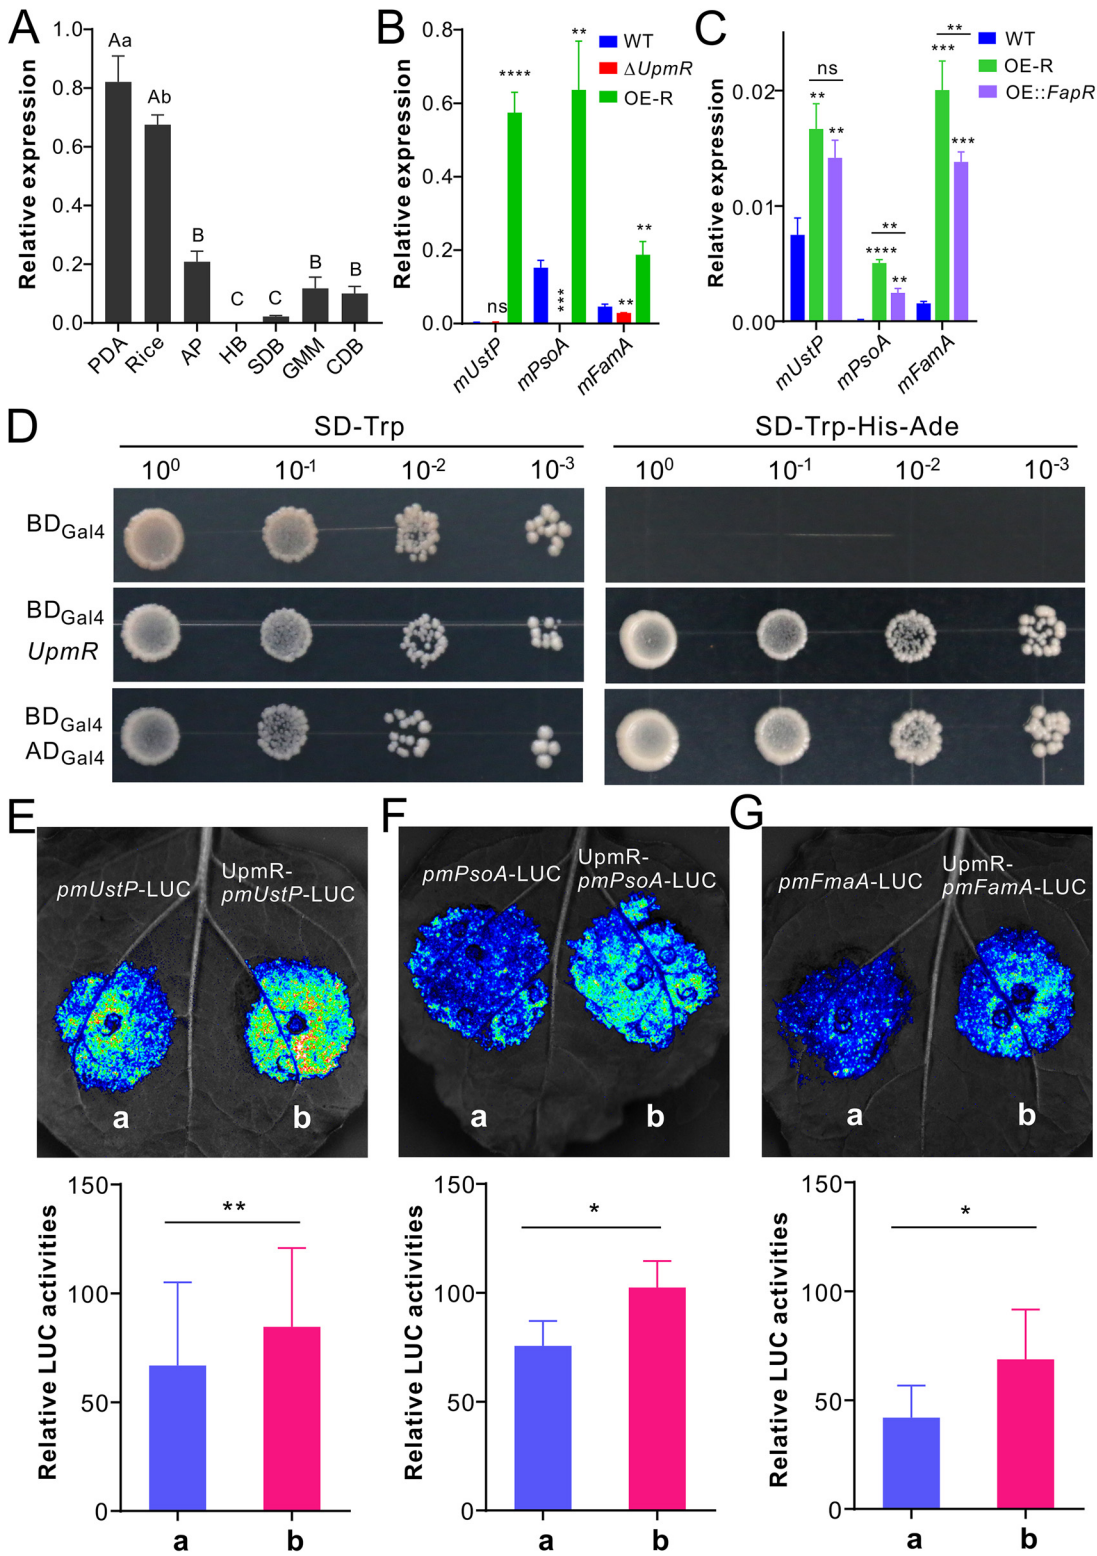 A
Relative expression
1.0
0.8
0.6
0.4
0.2
0.0
Aa
Ab
B
C
C
B
B
PDA
Rice
AP
HB
SDB
GMM
CDB
B
Relative expression
0.8
0.6
0.4
0.2
0.0
WT
ΔUpmR
OE-R
ns
****
***
**
**
**
mUstP
mPsoA
mFamA
C
Relative expression
0.02
0.01
0.00
WT
OE-R
OE::FapR
ns
**
**
**
****
**
**
***
***
mUstP
mPsoA
mFamA
D
SD-Trp
SD-Trp-His-Ade
10⁰
10⁻¹
10⁻²
10⁻³
10⁰
10⁻¹
10⁻²
10⁻³
BDGal4
BDGal4
UpmR
BDGal4
ADGal4
E
pmUstP-LUC
UpmR-
pmUstP-LUC
a
b
F
pmPsoA-LUC
UpmR-
pmPsoA-LUC
a
b
G
pmFmaA-LUC
UpmR-
pmFamA-LUC
a
b
Relative LUC activities
150
100
50
0
**
a
b
Relative LUC activities
150
100
50
0
*
a
b
Relative LUC activities
150
100
50
0
*
a
b